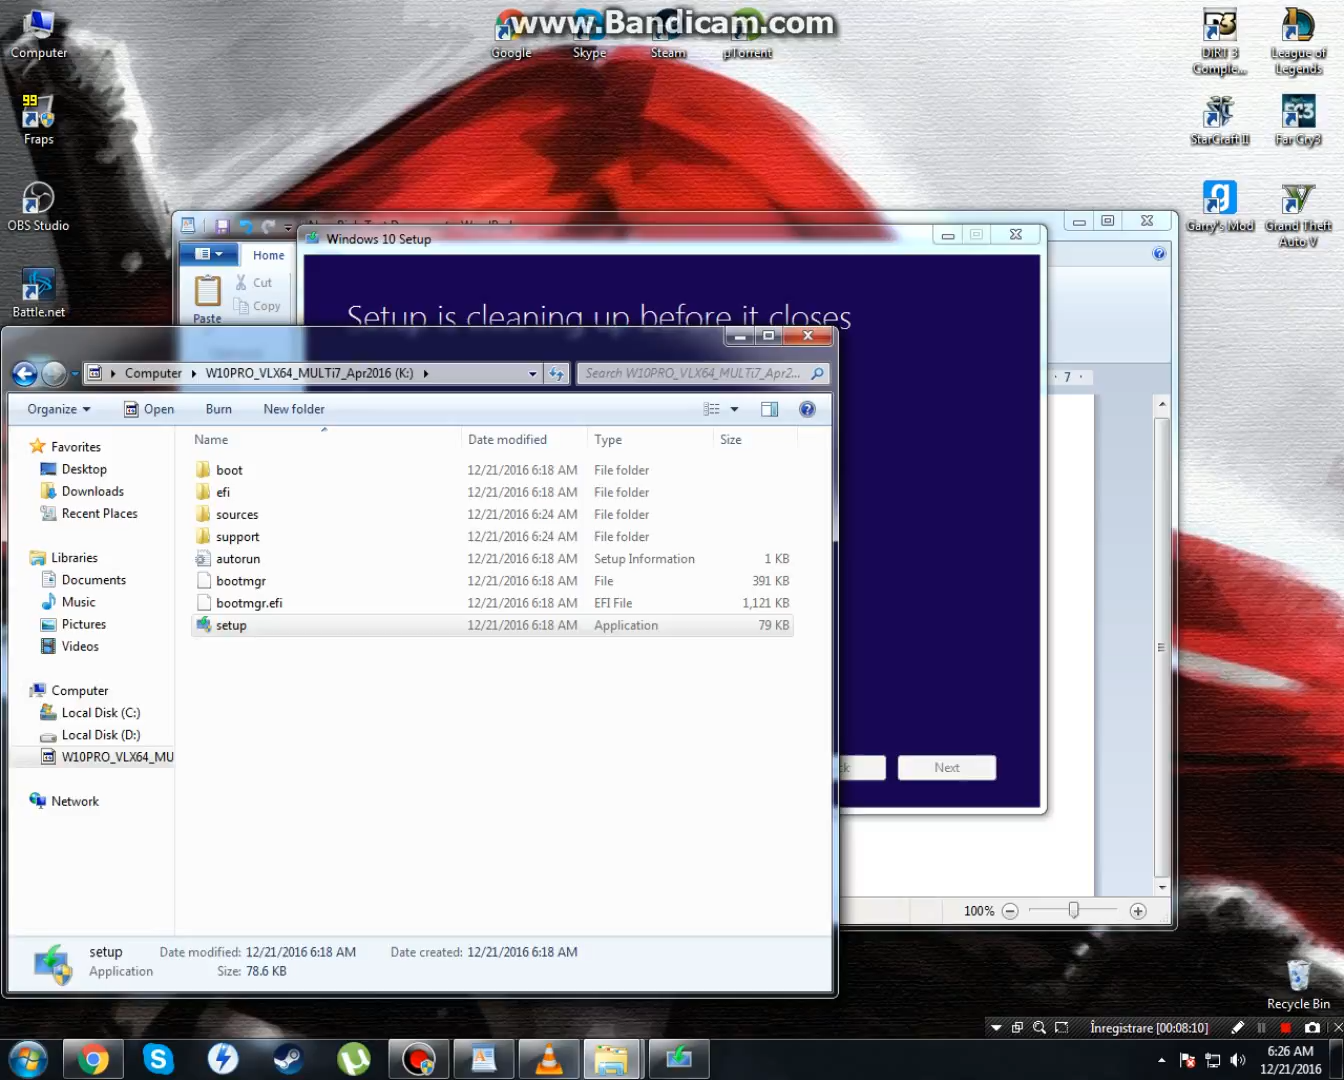 www.Bandicam.com
Computer
Google
Skype
Steam
µTorrent
DiRT 3
Comple...
League of
Legends
99
Fraps
StarCraft II
Far Cry3
OBS Studio
Garry's Mod
Grand Theft
Auto V
Battle.net
Windows 10 Setup
Home
Cut
Copy
Paste
Setup is cleaning up before it closes
Computer
W10PRO_VLX64_MULTi7_Apr2016 (K:)
Search W10PRO_VLX64_MULTi7_Apr2...
· 7 ·
Organize
Open
Burn
New folder
Name
Date modified
Type
Size
Favorites
Desktop
Downloads
Recent Places
Libraries
Documents
Music
Pictures
Videos
Computer
Local Disk (C:)
Local Disk (D:)
W10PRO_VLX64_MU
Network
boot 12/21/2016 6:18 AM File folder
efi 12/21/2016 6:18 AM File folder
sources 12/21/2016 6:24 AM File folder
support 12/21/2016 6:24 AM File folder
autorun 12/21/2016 6:18 AM Setup Information 1 KB
bootmgr 12/21/2016 6:18 AM File 391 KB
bootmgr.efi 12/21/2016 6:18 AM EFI File 1,121 KB
setup 12/21/2016 6:18 AM Application 79 KB
Next
100%
setup Date modified: 12/21/2016 6:18 AM Date created: 12/21/2016 6:18 AM
Application Size: 78.6 KB
Recycle Bin
Înregistrare [00:08:10]
6:26 AM
12/21/2016